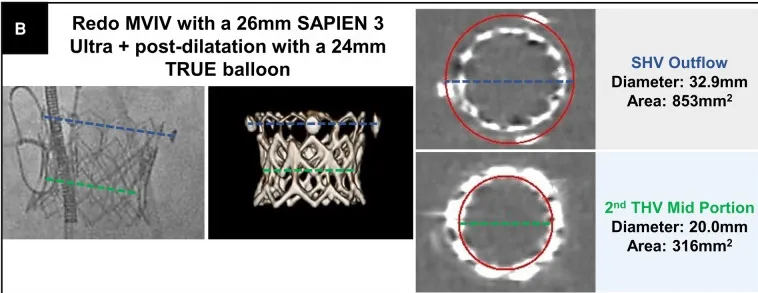 B
Redo MVIV with a 26mm SAPIEN 3
Ultra + post-dilatation with a 24mm
TRUE balloon
SHV Outflow
Diameter: 32.9mm
Area: 853mm²
2ⁿᵈ THV Mid Portion
Diameter: 20.0mm
Area: 316mm²